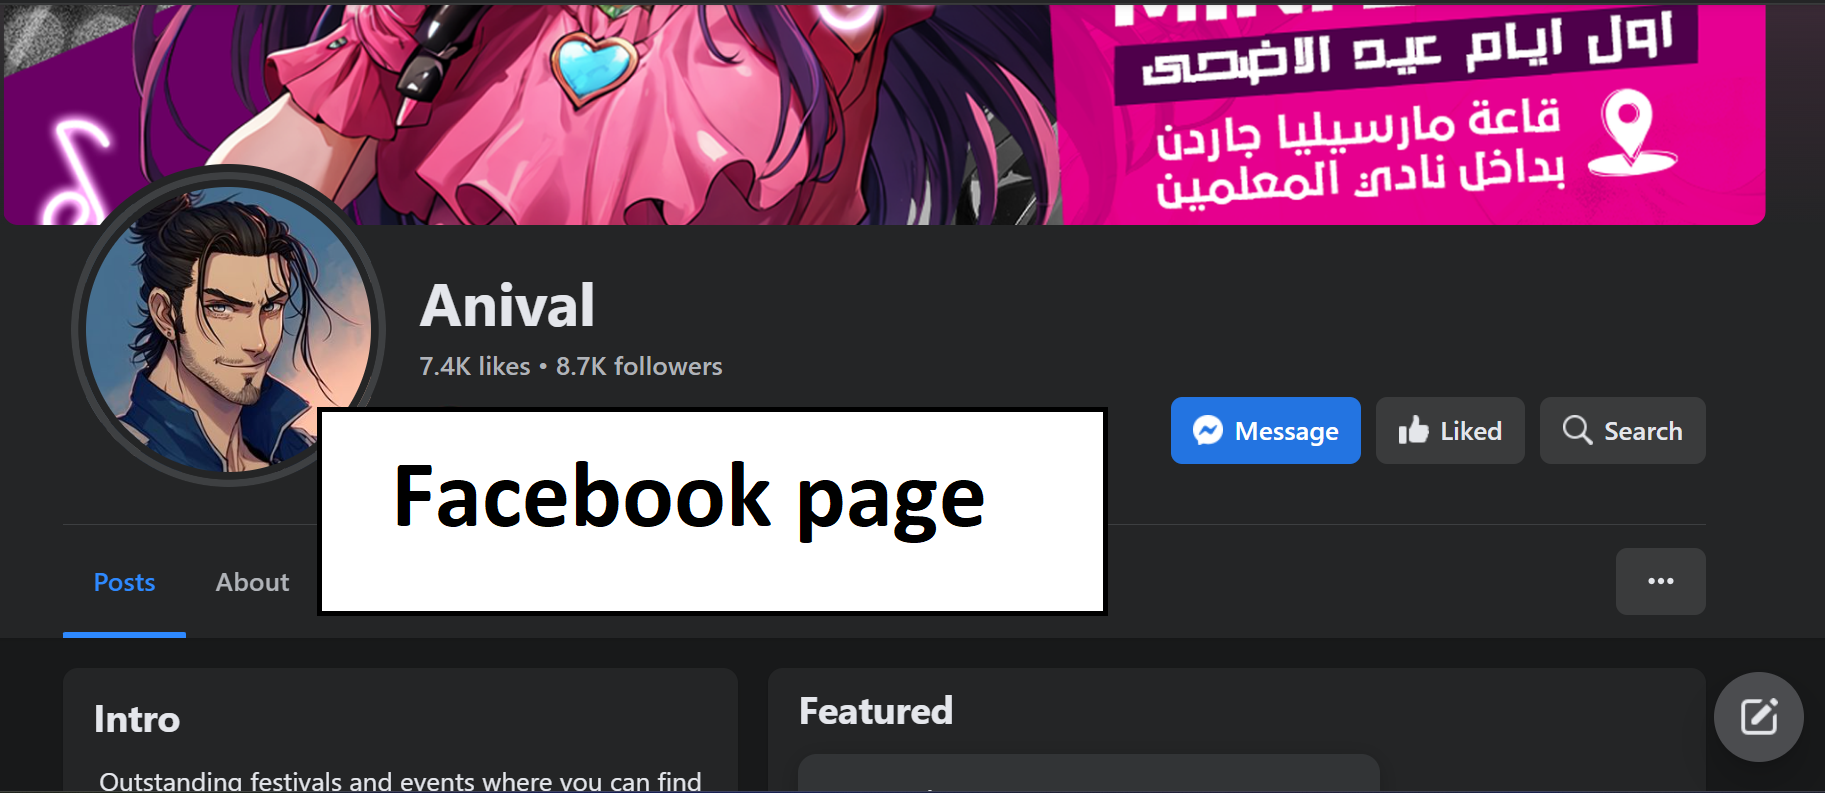 اول ايام عيد الاضحى
قاعة مارسيليا جاردن
بداخل نادي المعلمين
Anival
7.4K likes • 8.7K followers
Message
Liked
Search
Facebook page
Posts
About
Intro
Featured
Outstanding festivals and events where you can find